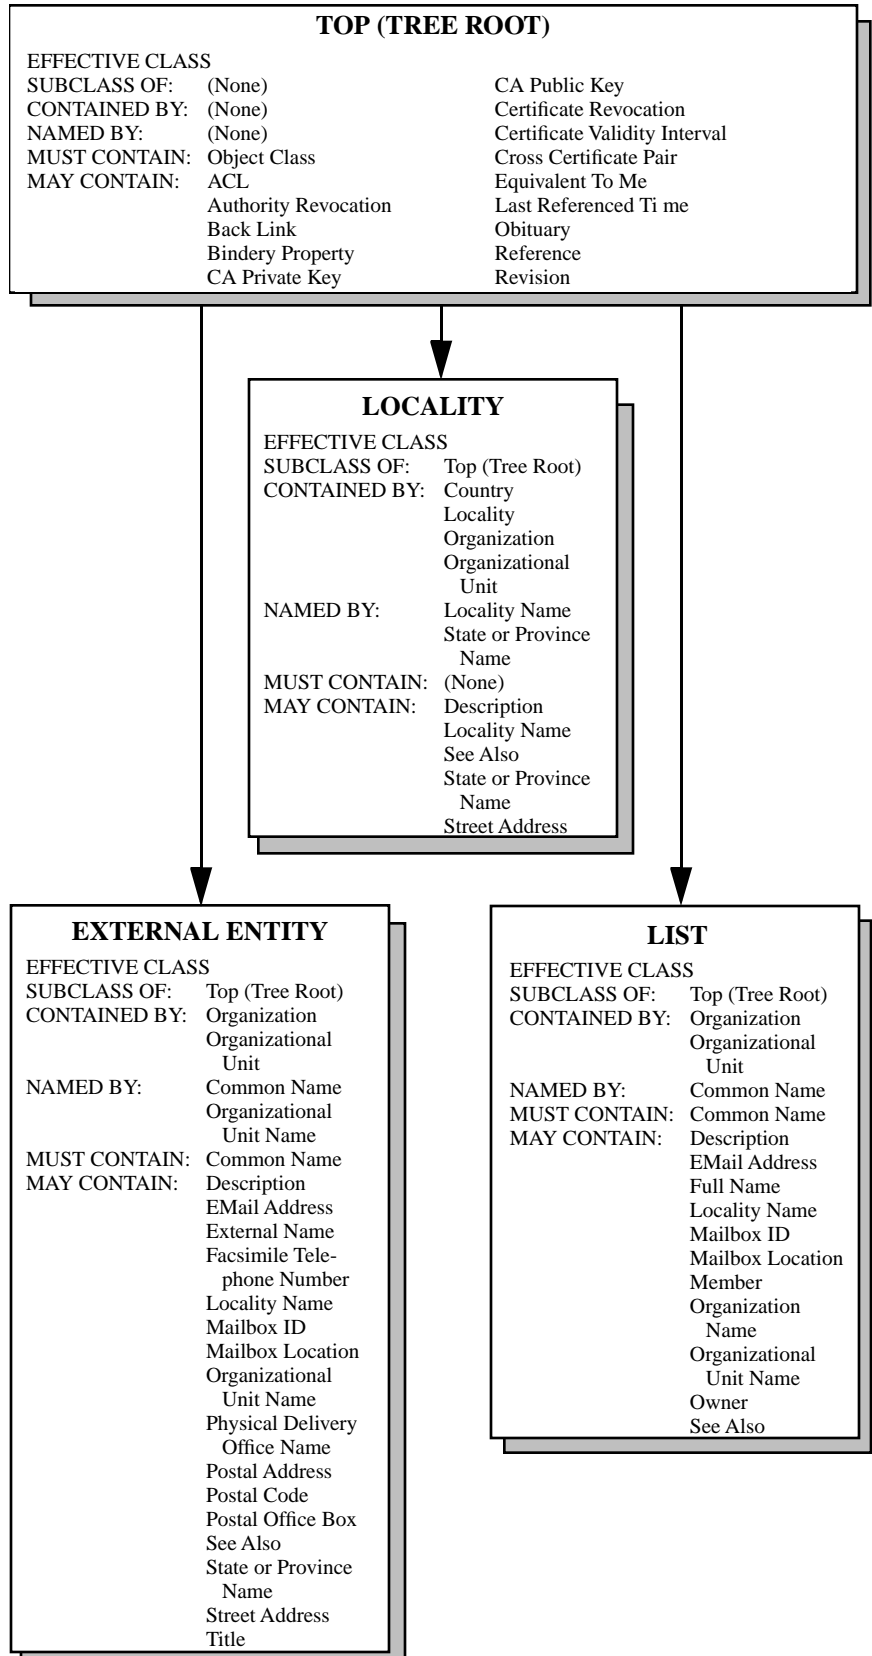 TOP (TREE ROOT)
EFFECTIVE CLASS
SUBCLASS OF: (None)
CONTAINED BY: (None)
NAMED BY: (None)
MUST CONTAIN: Object Class
MAY CONTAIN: ACL
Authority Revocation
Back Link
Bindery Property
CA Private Key
CA Public Key
Certificate Revocation
Certificate Validity Interval
Cross Certificate Pair
Equivalent To Me
Last Referenced Ti me
Obituary
Reference
Revision
LOCALITY
EFFECTIVE CLASS
SUBCLASS OF: Top (Tree Root)
CONTAINED BY: Country
Locality
Organization
Organizational
Unit
NAMED BY: Locality Name
State or Province
Name
MUST CONTAIN: (None)
MAY CONTAIN: Description
Locality Name
See Also
State or Province
Name
Street Address
EXTERNAL ENTITY
EFFECTIVE CLASS
SUBCLASS OF: Top (Tree Root)
CONTAINED BY: Organization
Organizational
Unit
NAMED BY: Common Name
Organizational
Unit Name
MUST CONTAIN: Common Name
MAY CONTAIN: Description
EMail Address
External Name
Facsimile Tele-
phone Number
Locality Name
Mailbox ID
Mailbox Location
Organizational
Unit Name
Physical Delivery
Office Name
Postal Address
Postal Code
Postal Office Box
See Also
State or Province
Name
Street Address
Title
LIST
EFFECTIVE CLASS
SUBCLASS OF: Top (Tree Root)
CONTAINED BY: Organization
Organizational
Unit
NAMED BY: Common Name
MUST CONTAIN: Common Name
MAY CONTAIN: Description
EMail Address
Full Name
Locality Name
Mailbox ID
Mailbox Location
Member
Organization
Name
Organizational
Unit Name
Owner
See Also